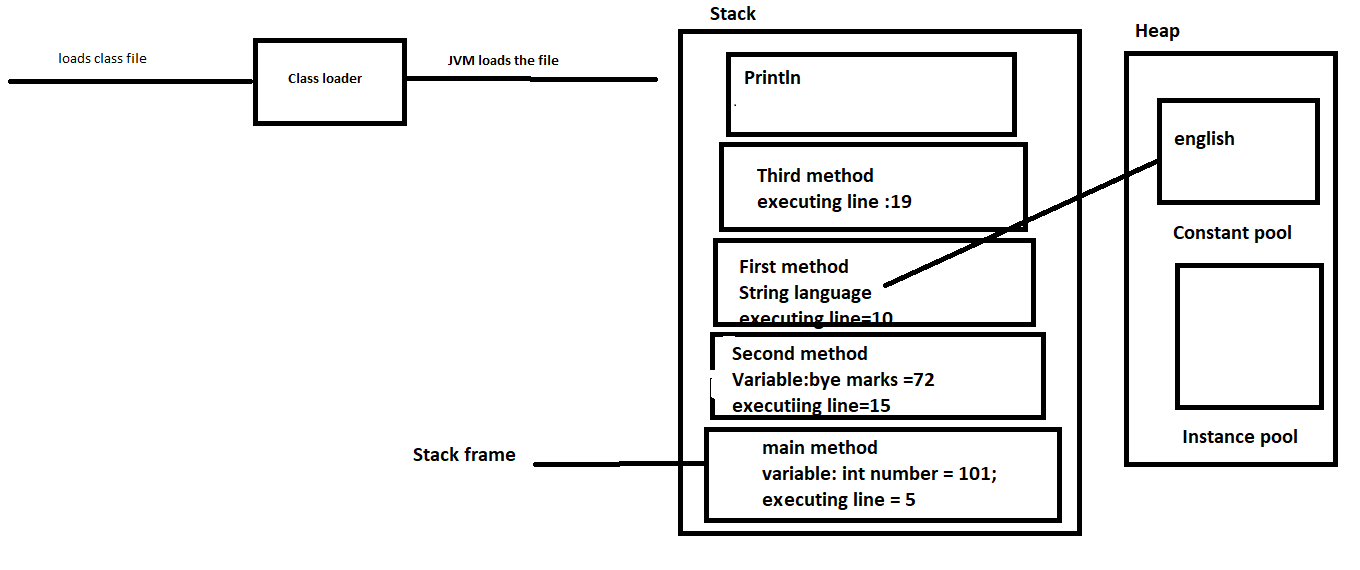 loads class file
Class loader
JVM loads the file
Stack
Println
Third method
executing line :19
First method
String language
executing line=10
Second method
Variable:bye marks =72
executiing line=15
main method
variable: int number = 101;
executing line = 5
Stack frame
Heap
english
Constant pool
Instance pool